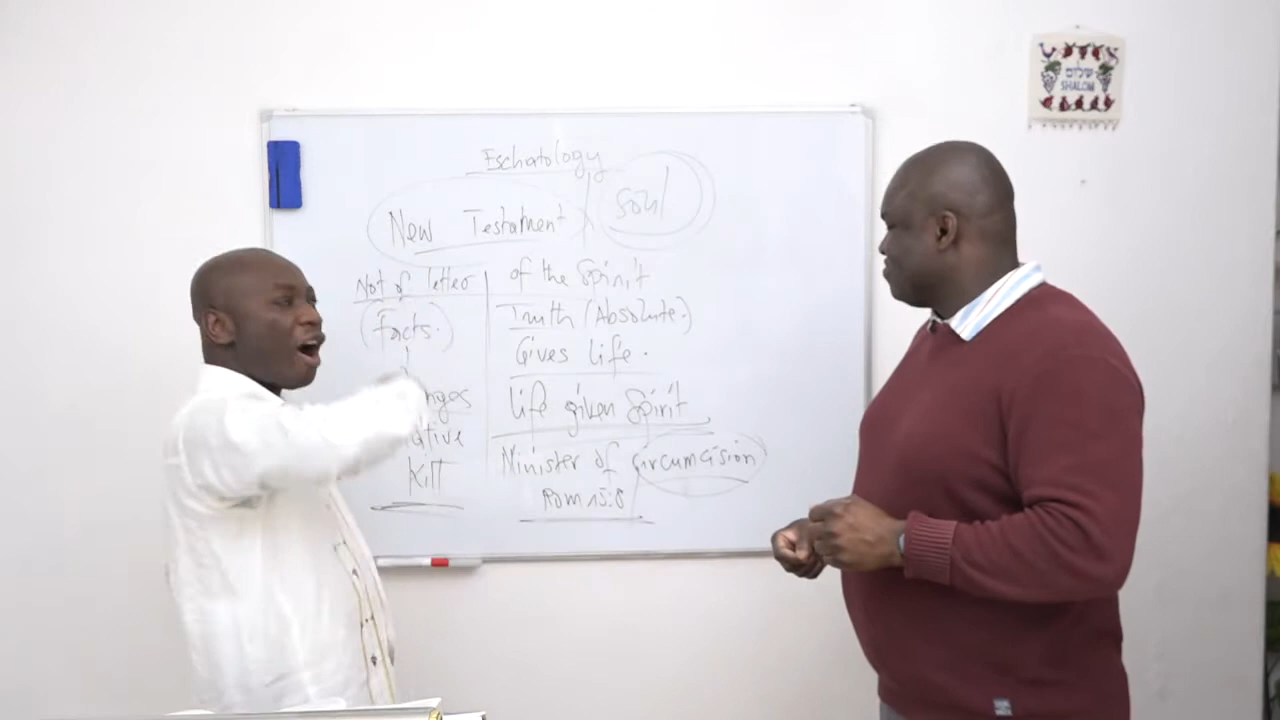 Eschatology
New Testament
Soul
Not of letter
of the Spirit
(Facts.)
Truth (Absolute.)
Gives life.
life given Spirit
Kill
Minister of circumcision
Rom 15:8
שלום
SHALOM